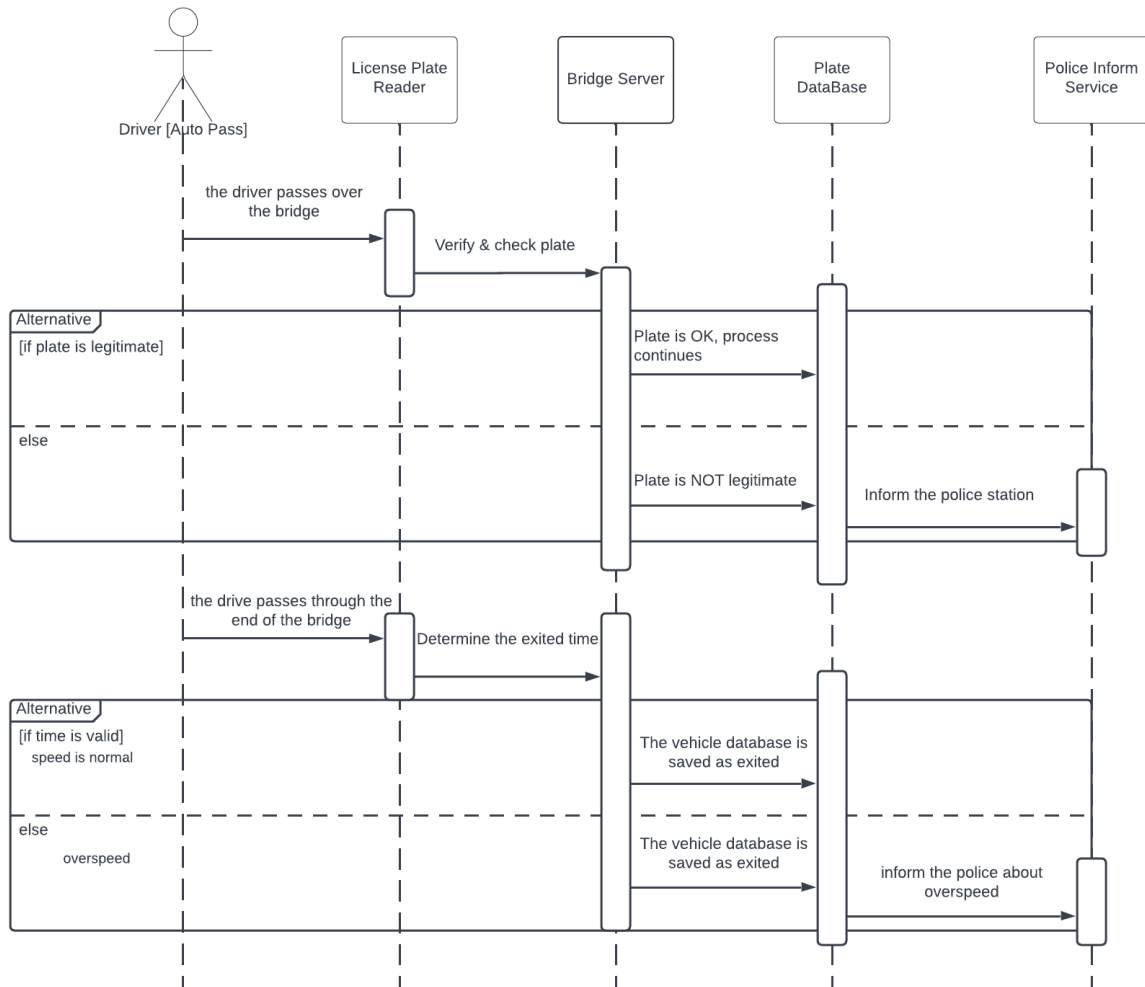 License Plate
Reader
Bridge Server
Plate
DataBase
Police Inform
Service
Driver [Auto Pass]
the driver passes over
the bridge
Verify & check plate
Alternative
[if plate is legitimate]
Plate is OK, process
continues
else
Plate is NOT legitimate
Inform the police station
the drive passes through the
end of the bridge
Determine the exited time
Alternative
[if time is valid]
speed is normal
The vehicle database is
saved as exited
else
overspeed
The vehicle database is
saved as exited
inform the police about
overspeed